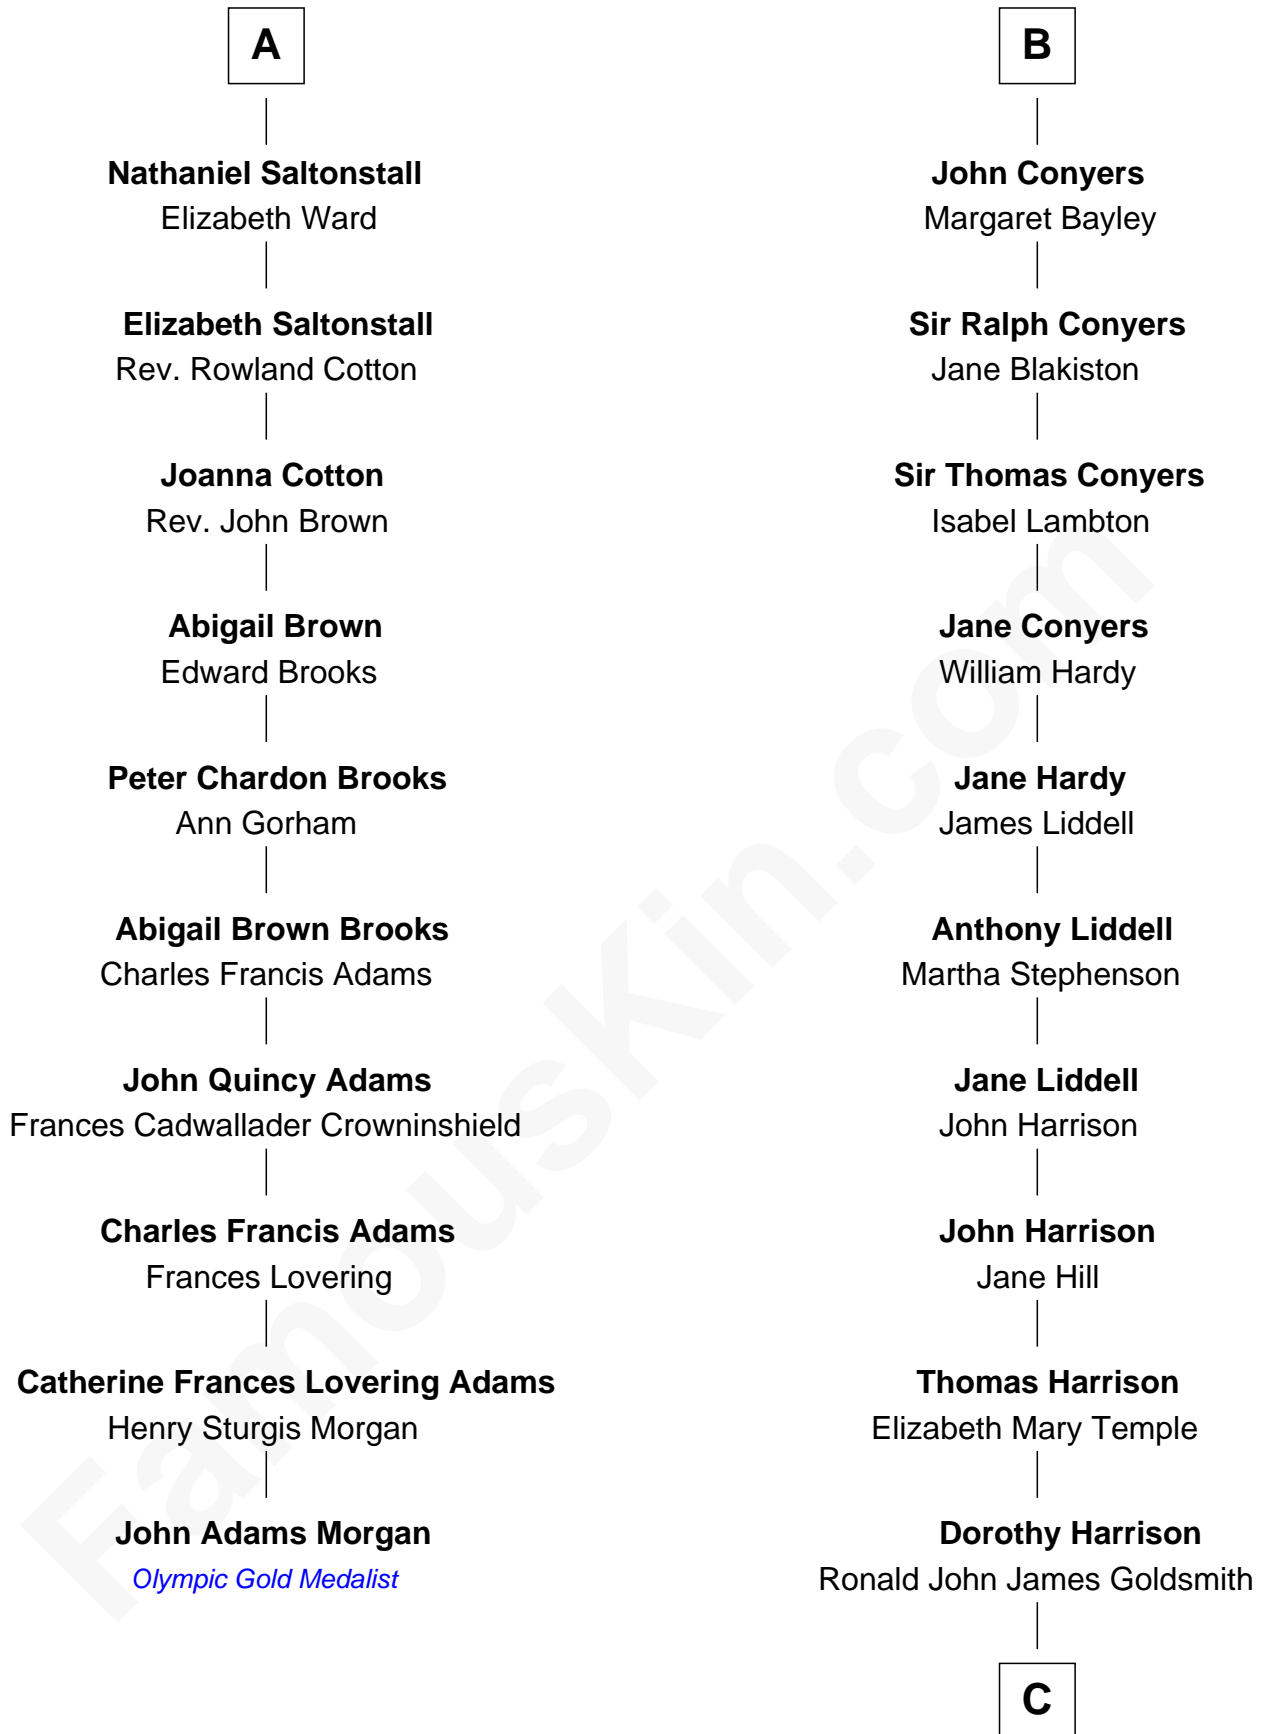 A
Nathaniel Saltonstall
Elizabeth Ward
Elizabeth Saltonstall
Rev. Rowland Cotton
Joanna Cotton
Rev. John Brown
Abigail Brown
Edward Brooks
Peter Chardon Brooks
Ann Gorham
Abigail Brown Brooks
Charles Francis Adams
John Quincy Adams
Frances Cadwallader Crowninshield
Charles Francis Adams
Frances Lovering
Catherine Frances Lovering Adams
Henry Sturgis Morgan
John Adams Morgan
Olympic Gold Medalist
B
John Conyers
Margaret Bayley
Sir Ralph Conyers
Jane Blakiston
Sir Thomas Conyers
Isabel Lambton
Jane Conyers
William Hardy
Jane Hardy
James Liddell
Anthony Liddell
Martha Stephenson
Jane Liddell
John Harrison
John Harrison
Jane Hill
Thomas Harrison
Elizabeth Mary Temple
Dorothy Harrison
Ronald John James Goldsmith
C
FamousKin.com